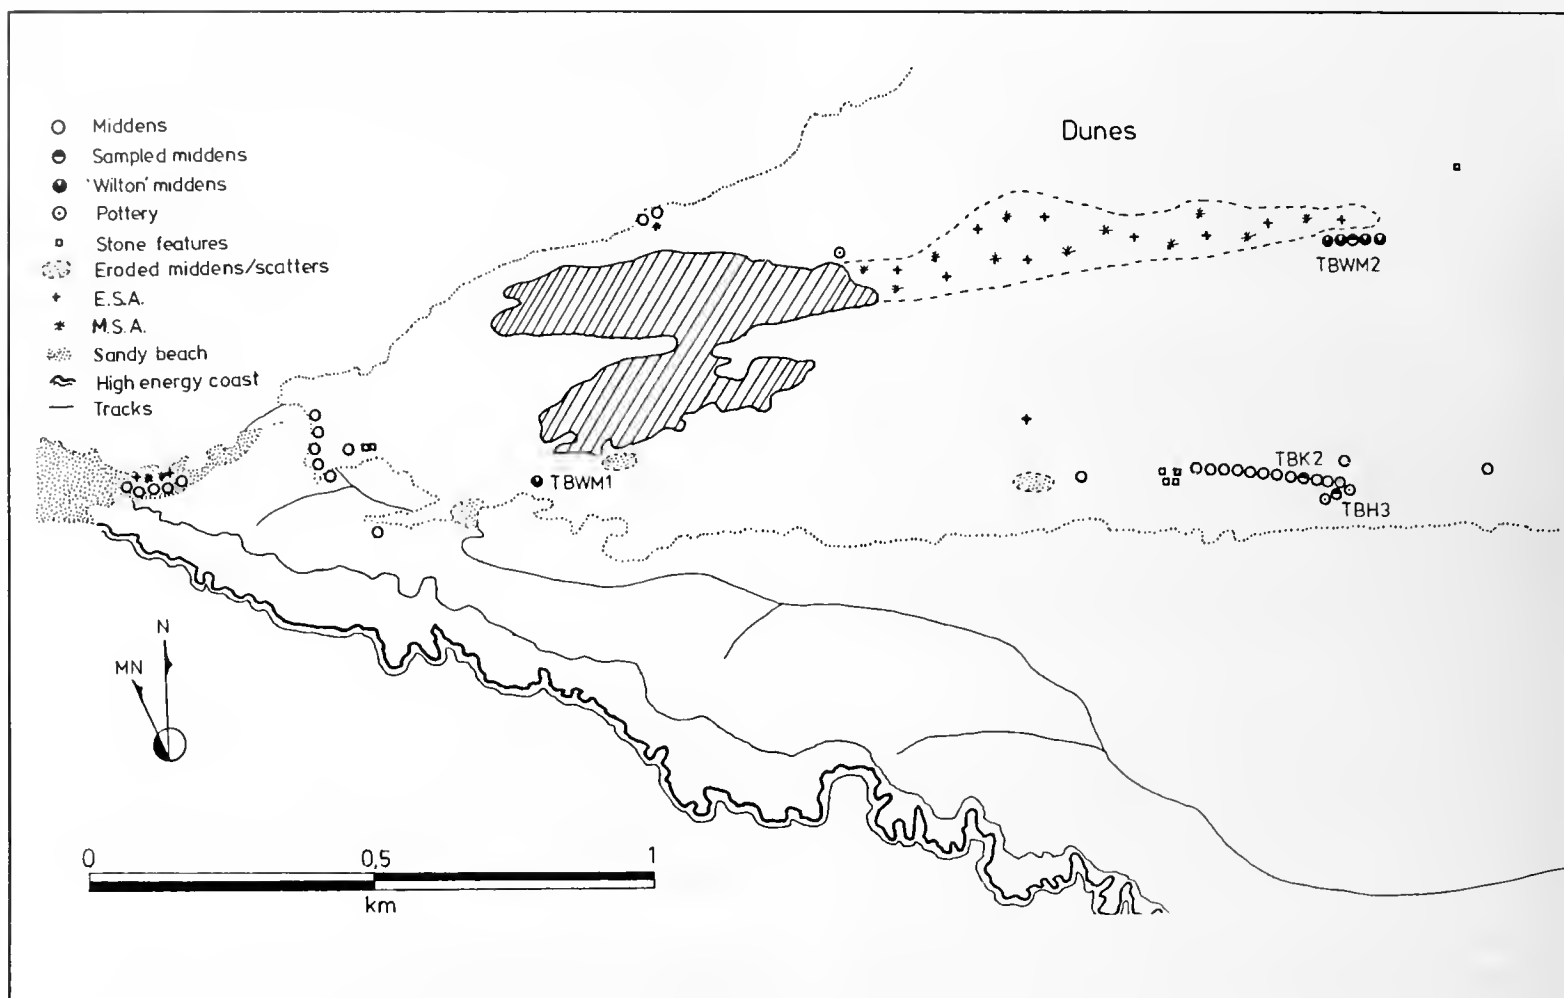 Dunes
Middens
Sampled middens
'Wilton' middens
Pottery
Stone features
Eroded middens/scatters
E.S.A.
M.S.A.
Sandy beach
High energy coast
Tracks
TBWM2
TBWM1
TBK2
TBH3
N
MN
0
0,5
1
km